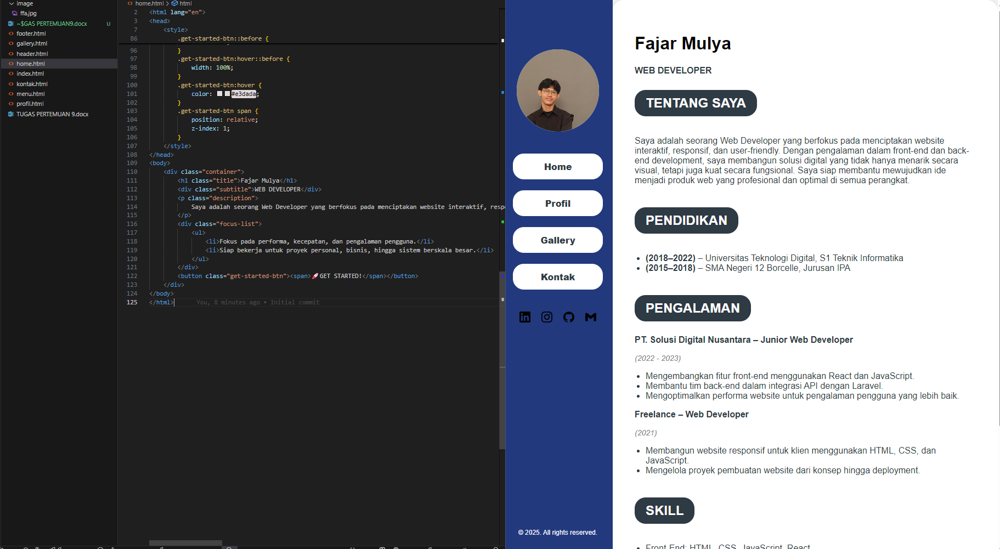 image
ffa.jpg
~$GAS PERTEMUAN9.docx U
footer.html
gallery.html
header.html
home.html
index.html
kontak.html
menu.html
profil.html
TUGAS PERTEMUAN 9.docx
home.html > html
2 <html lang="en">
3 <head>
7 <style>
86 .get-started-btn::before {
96 }
97 .get-started-btn:hover::before {
98 width: 100%;
99 }
100 .get-started-btn:hover {
101 color: #e3dada;
102 }
103 .get-started-btn span {
104 position: relative;
105 z-index: 1;
106 }
107 </style>
108 </head>
109 <body>
110 <div class="container">
111 <h1 class="title">Fajar Mulya</h1>
112 <div class="subtitle">WEB DEVELOPER</div>
113 <p class="description">
114 Saya adalah seorang Web Developer yang berfokus pada menciptakan website interaktif, resp
115 </p>
116 <div class="focus-list">
117 <ul>
118 <li>Fokus pada performa, kecepatan, dan pengalaman pengguna.</li>
119 <li>Siap bekerja untuk proyek personal, bisnis, hingga sistem berskala besar.</li>
120 </ul>
121 </div>
122 <button class="get-started-btn"><span>🚀GET STARTED!</span></button>
123 </div>
124 </body>
125 </html> You, 8 minutes ago • Initial commit
Home
Profil
Gallery
Kontak
© 2025. All rights reserved.
Fajar Mulya
WEB DEVELOPER
TENTANG SAYA
Saya adalah seorang Web Developer yang berfokus pada menciptakan website
interaktif, responsif, dan user-friendly. Dengan pengalaman dalam front-end dan back-
end development, saya membangun solusi digital yang tidak hanya menarik secara
visual, tetapi juga kuat secara fungsional. Saya siap membantu mewujudkan ide
menjadi produk web yang profesional dan optimal di semua perangkat.
PENDIDIKAN
• (2018–2022) – Universitas Teknologi Digital, S1 Teknik Informatika
• (2015–2018) – SMA Negeri 12 Borcelle, Jurusan IPA
PENGALAMAN
PT. Solusi Digital Nusantara – Junior Web Developer
(2022 - 2023)
• Mengembangkan fitur front-end menggunakan React dan JavaScript.
• Membantu tim back-end dalam integrasi API dengan Laravel.
• Mengoptimalkan performa website untuk pengalaman pengguna yang lebih baik.
Freelance – Web Developer
(2021)
• Membangun website responsif untuk klien menggunakan HTML, CSS, dan
JavaScript.
• Mengelola proyek pembuatan website dari konsep hingga deployment.
SKILL
• Front-End: HTML, CSS, JavaScript, React